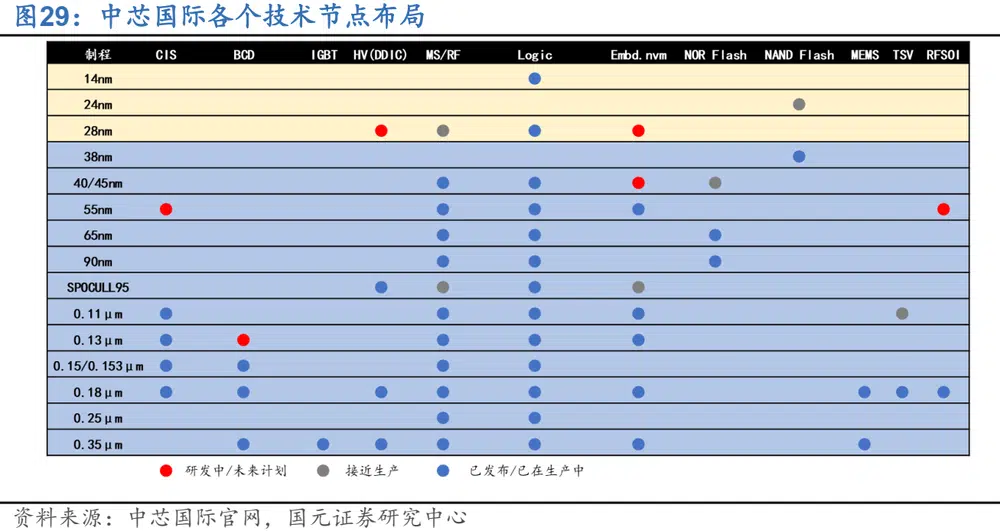 图29：中芯国际各个技术节点布局
制程 CIS BCD IGBT HV(DDIC) MS/RF Logic Embd.nvm NOR Flash NAND Flash MEMS TSV RFSOI
14nm
24nm
28nm
38nm
40/45nm
55nm
65nm
90nm
SPOCULL95
0.11μm
0.13μm
0.15/0.153μm
0.18μm
0.25μm
0.35μm
研发中/未来计划 接近生产 已发布/已在生产中
资料来源：中芯国际官网，国元证券研究中心